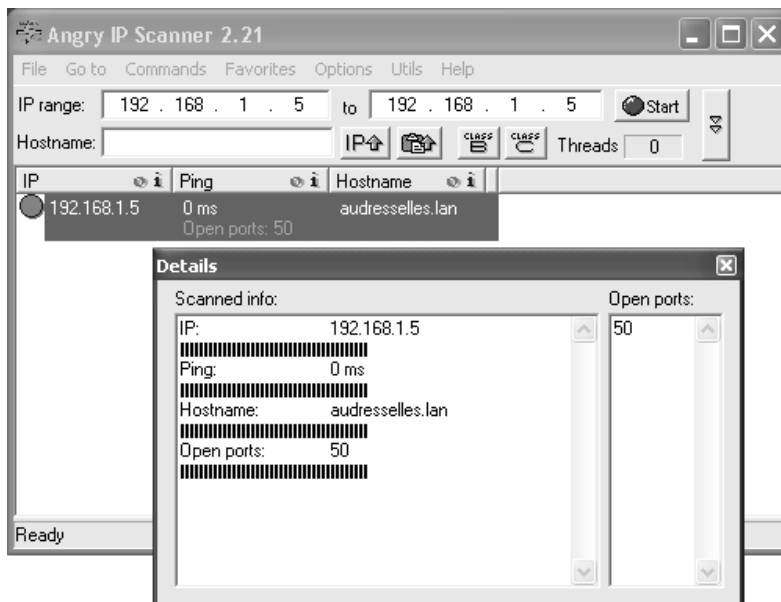 Angry IP Scanner 2.21
File Go to Commands Favorites Options Utils Help
IP range: 192 . 168 . 1 . 5 to 192 . 168 . 1 . 5 Start
Hostname: IP CLASS B CLASS C Threads 0
IP Ping Hostname
192.168.1.5 0 ms audresselles.lan
Open ports: 50
Details
Scanned info: Open ports:
IP: 192.168.1.5 50
Ping: 0 ms
Hostname: audresselles.lan
Open ports: 50
Ready